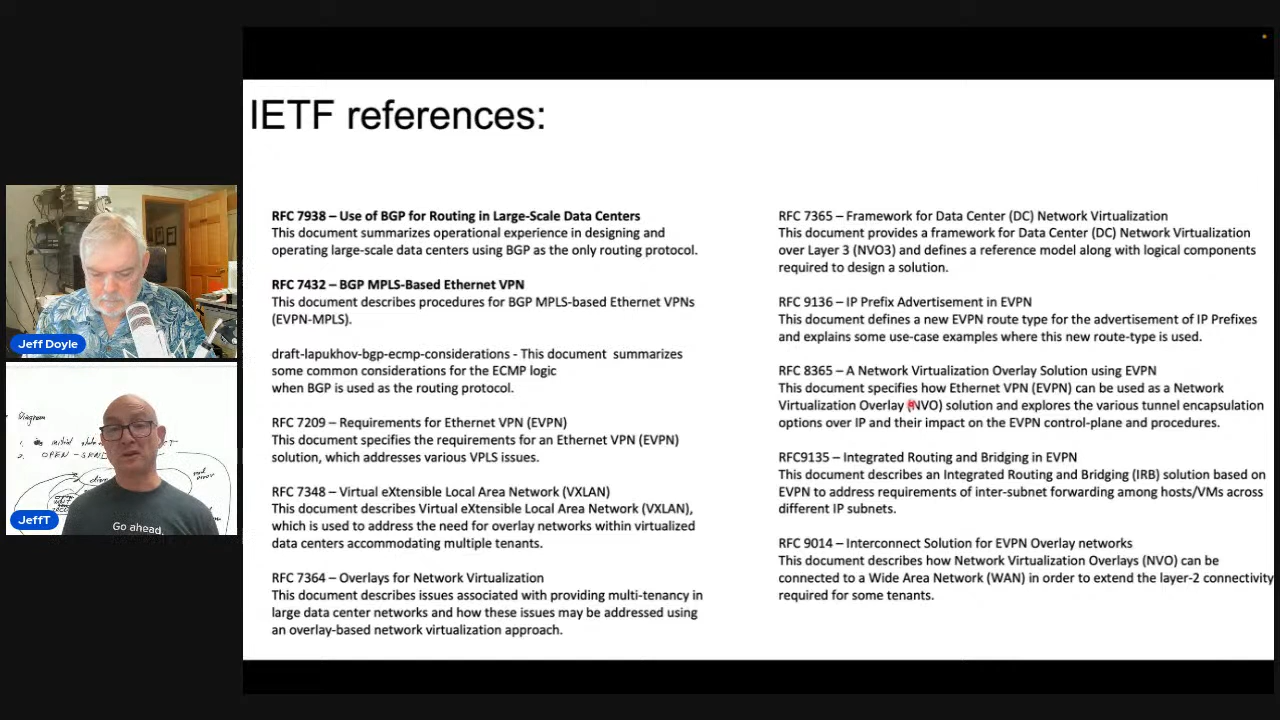 IETF references:
RFC 7938 – Use of BGP for Routing in Large-Scale Data Centers
This document summarizes operational experience in designing and
operating large-scale data centers using BGP as the only routing protocol.
RFC 7432 – BGP MPLS-Based Ethernet VPN
This document describes procedures for BGP MPLS-based Ethernet VPNs
(EVPN-MPLS).
draft-lapukhov-bgp-ecmp-considerations - This document summarizes
some common considerations for the ECMP logic
when BGP is used as the routing protocol.
RFC 7209 – Requirements for Ethernet VPN (EVPN)
This document specifies the requirements for an Ethernet VPN (EVPN)
solution, which addresses various VPLS issues.
RFC 7348 – Virtual eXtensible Local Area Network (VXLAN)
This document describes Virtual eXtensible Local Area Network (VXLAN),
which is used to address the need for overlay networks within virtualized
data centers accommodating multiple tenants.
RFC 7364 – Overlays for Network Virtualization
This document describes issues associated with providing multi-tenancy in
large data center networks and how these issues may be addressed using
an overlay-based network virtualization approach.
RFC 7365 – Framework for Data Center (DC) Network Virtualization
This document provides a framework for Data Center (DC) Network Virtualization
over Layer 3 (NVO3) and defines a reference model along with logical components
required to design a solution.
RFC 9136 – IP Prefix Advertisement in EVPN
This document defines a new EVPN route type for the advertisement of IP Prefixes
and explains some use-case examples where this new route-type is used.
RFC 8365 – A Network Virtualization Overlay Solution using EVPN
This document specifies how Ethernet VPN (EVPN) can be used as a Network
Virtualization Overlay (NVO) solution and explores the various tunnel encapsulation
options over IP and their impact on the EVPN control-plane and procedures.
RFC9135 – Integrated Routing and Bridging in EVPN
This document describes an Integrated Routing and Bridging (IRB) solution based on
EVPN to address requirements of inter-subnet forwarding among hosts/VMs across
different IP subnets.
RFC 9014 – Interconnect Solution for EVPN Overlay networks
This document describes how Network Virtualization Overlays (NVO) can be
connected to a Wide Area Network (WAN) in order to extend the layer-2 connectivity
required for some tenants.
Jeff Doyle
Diagram
1. initial
2. OPEN-
JeffT
Go ahead.